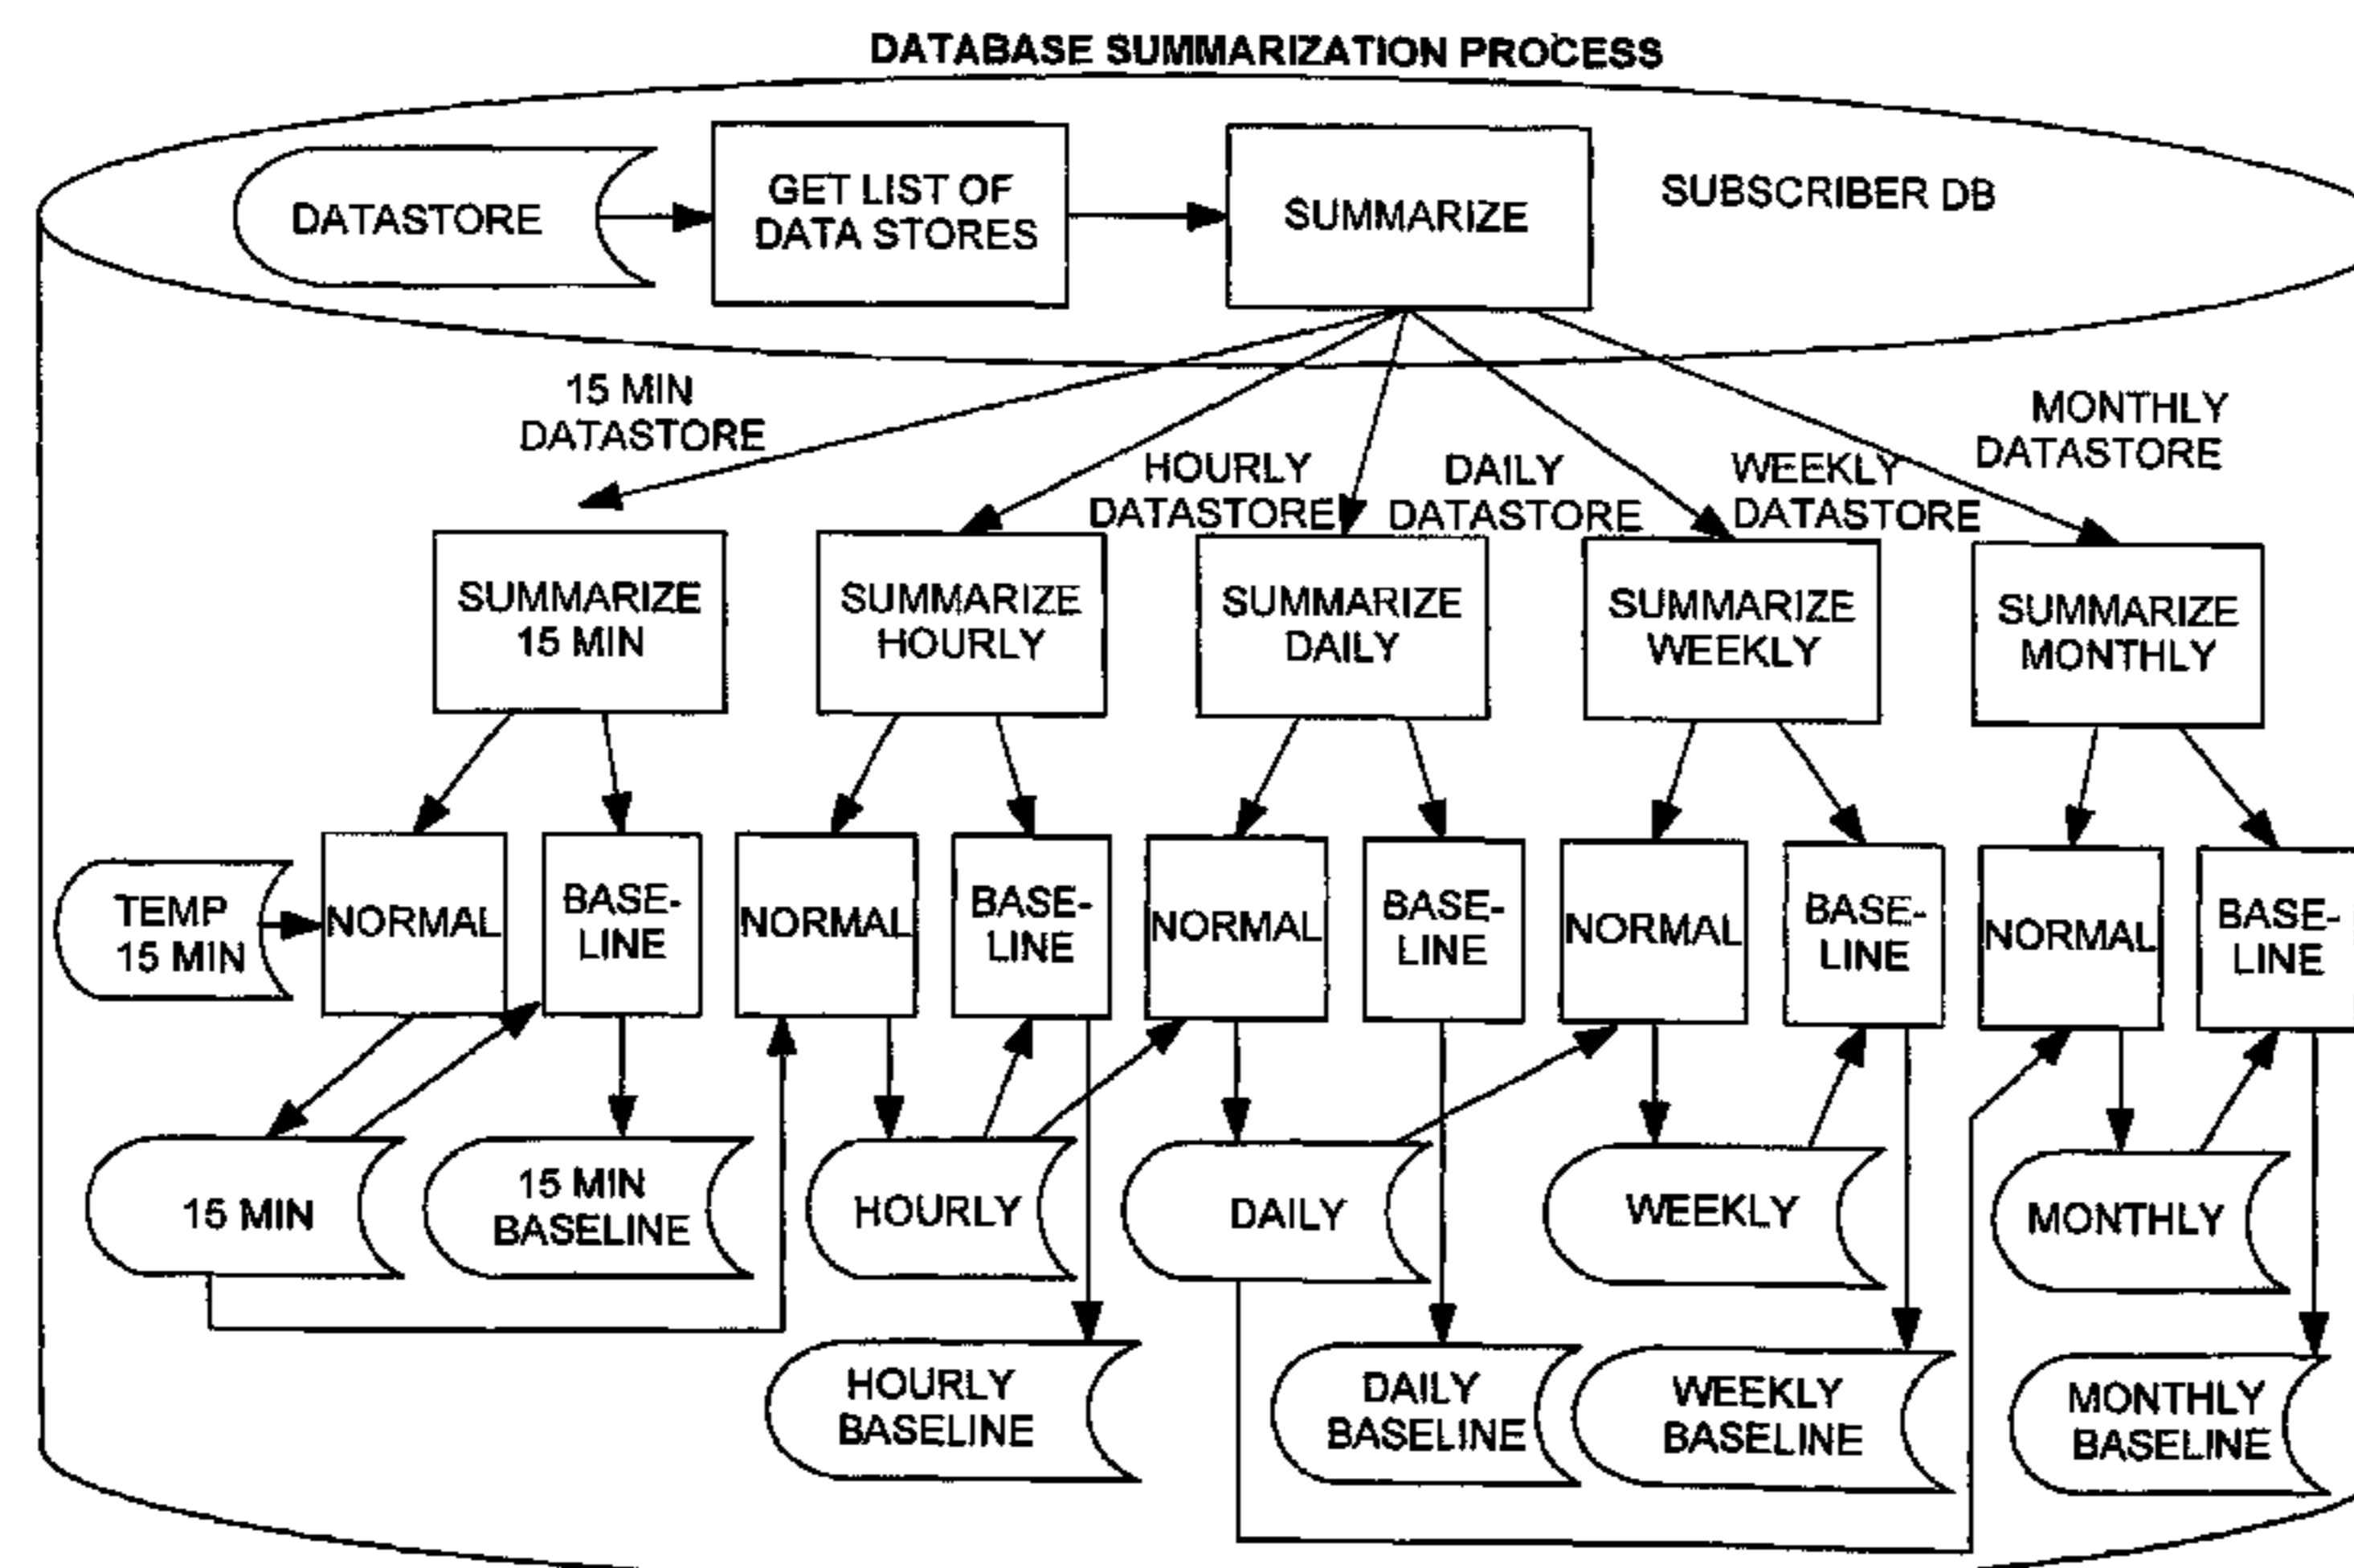 DATABASE SUMMARIZATION PROCESS
DATASTORE
GET LIST OF
DATA STORES
SUMMARIZE
SUBSCRIBER DB
15 MIN
DATASTORE
HOURLY
DATASTORE
DAILY
DATASTORE
WEEKLY
DATASTORE
MONTHLY
DATASTORE
SUMMARIZE
15 MIN
SUMMARIZE
HOURLY
SUMMARIZE
DAILY
SUMMARIZE
WEEKLY
SUMMARIZE
MONTHLY
TEMP
15 MIN
NORMAL
BASE-
LINE
NORMAL
BASE-
LINE
NORMAL
BASE-
LINE
NORMAL
BASE-
LINE
NORMAL
BASE-
LINE
15 MIN
15 MIN
BASELINE
HOURLY
DAILY
WEEKLY
MONTHLY
HOURLY
BASELINE
DAILY
BASELINE
WEEKLY
BASELINE
MONTHLY
BASELINE